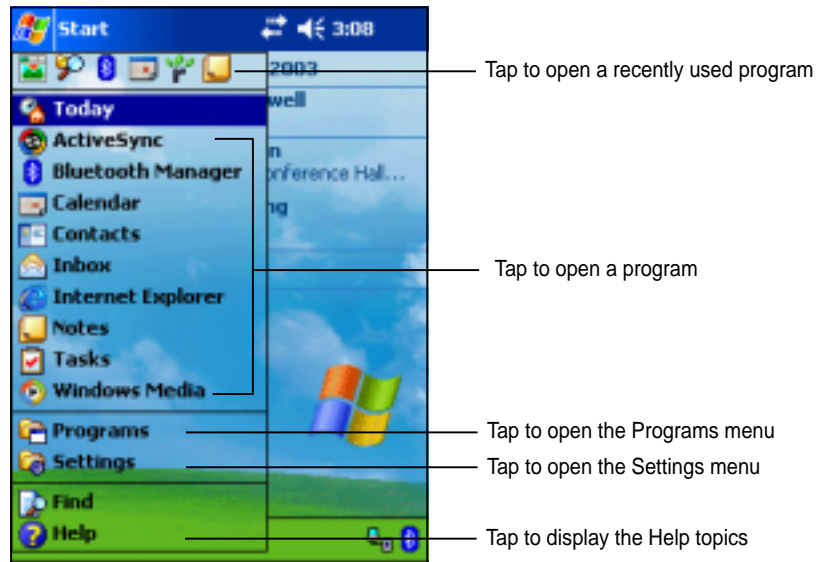 Start 3:08
Tap to open a recently used program
2003
well
Today
ActiveSync
n
Bluetooth Manager
onference Hall...
Calendar
ng
Contacts
Inbox
Tap to open a program
Internet Explorer
Notes
Tasks
Windows Media
Programs
Tap to open the Programs menu
Settings
Tap to open the Settings menu
Find
Help
Tap to display the Help topics